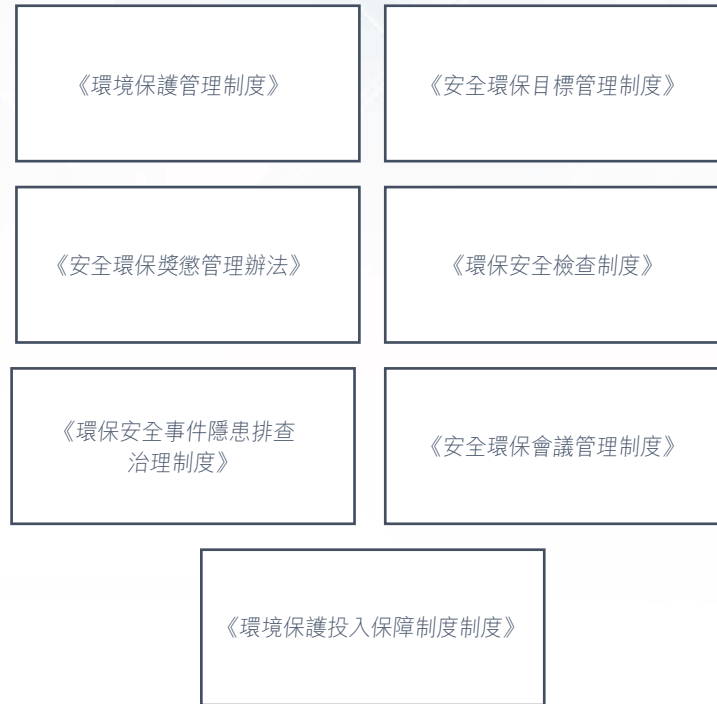 《環境保護管理制度》
《安全環保目標管理制度》
《安全環保獎懲管理辦法》
《環保安全檢查制度》
《環保安全事件隱患排查
治理制度》
《安全環保會議管理制度》
《環境保護投入保障制度制度》